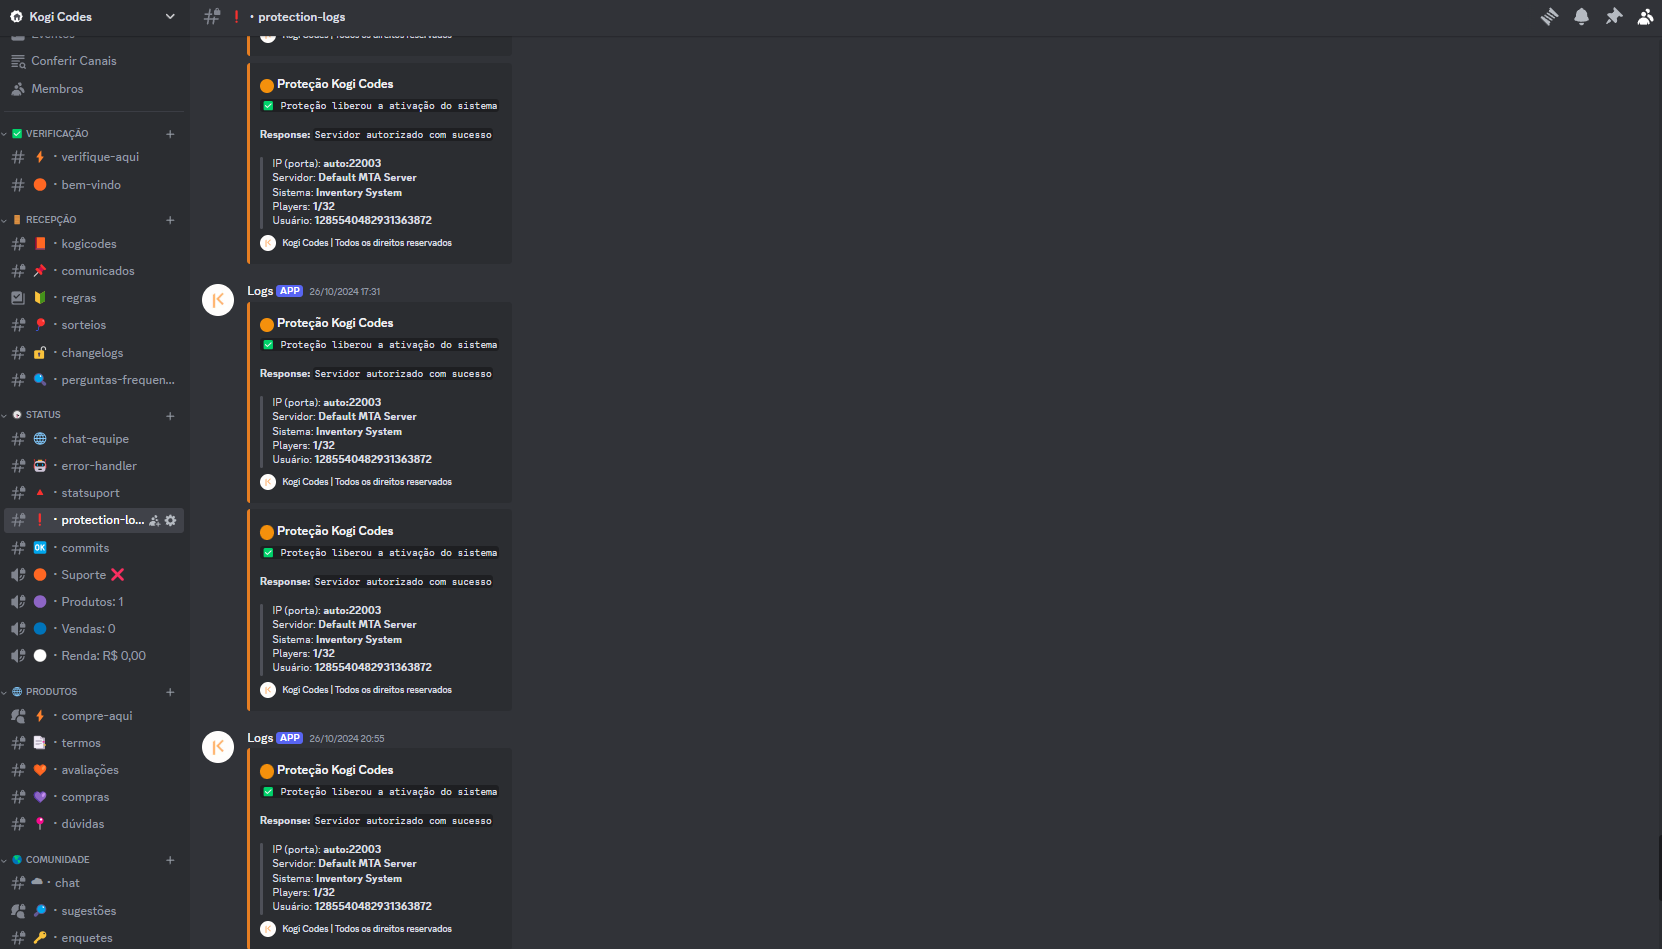 Kogi Codes
Eventos
Conferir Canais
Membros
VERIFICAÇÃO
verifique-aqui
bem-vindo
RECEPÇÃO
kogicodes
comunicados
regras
sorteios
changelogs
perguntas-frequen...
STATUS
chat-equipe
error-handler
statsuport
protection-lo...
commits
Suporte
Produtos: 1
Vendas: 0
Renda: R$ 0,00
PRODUTOS
compre-aqui
termos
avaliações
compras
dúvidas
COMUNIDADE
chat
sugestões
enquetes
protection-logs
Kogi Codes | Todos os direitos reservados
Proteção Kogi Codes
Proteção liberou a ativação do sistema
Response: Servidor autorizado com sucesso
IP (porta): auto:22003
Servidor: Default MTA Server
Sistema: Inventory System
Players: 1/32
Usuário: 1285540482931363872
Kogi Codes | Todos os direitos reservados
Logs APP 26/10/2024 17:31
Proteção Kogi Codes
Proteção liberou a ativação do sistema
Response: Servidor autorizado com sucesso
IP (porta): auto:22003
Servidor: Default MTA Server
Sistema: Inventory System
Players: 1/32
Usuário: 1285540482931363872
Kogi Codes | Todos os direitos reservados
Proteção Kogi Codes
Proteção liberou a ativação do sistema
Response: Servidor autorizado com sucesso
IP (porta): auto:22003
Servidor: Default MTA Server
Sistema: Inventory System
Players: 1/32
Usuário: 1285540482931363872
Kogi Codes | Todos os direitos reservados
Logs APP 26/10/2024 20:55
Proteção Kogi Codes
Proteção liberou a ativação do sistema
Response: Servidor autorizado com sucesso
IP (porta): auto:22003
Servidor: Default MTA Server
Sistema: Inventory System
Players: 1/32
Usuário: 1285540482931363872
Kogi Codes | Todos os direitos reservados